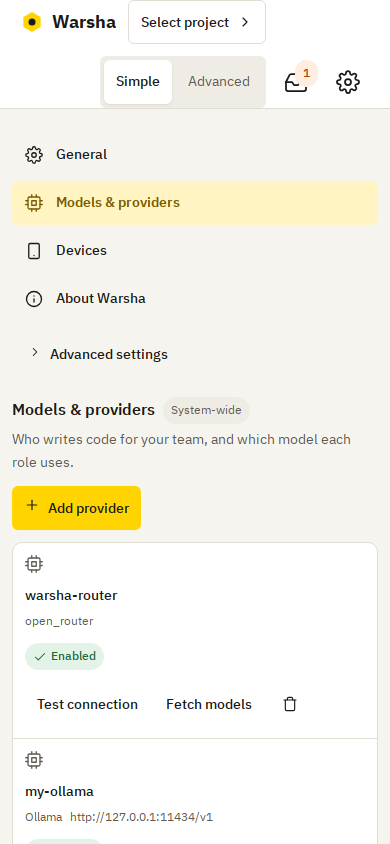 Warsha
Select project
Simple
Advanced
1
General
Models & providers
Devices
About Warsha
Advanced settings
Models & providers
System-wide
Who writes code for your team, and which model each
role uses.
Add provider
warsha-router
open_router
Enabled
Test connection
Fetch models
my-ollama
Ollama http://127.0.0.1:11434/v1